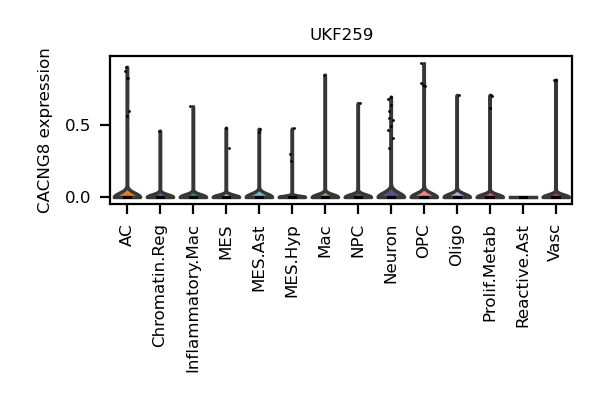 UKF259
CACNG8 expression
0.5
0.0
AC
Chromatin.Reg
Inflammatory.Mac
MES
MES.Ast
MES.Hyp
Mac
NPC
Neuron
OPC
Oligo
Prolif.Metab
Reactive.Ast
Vasc